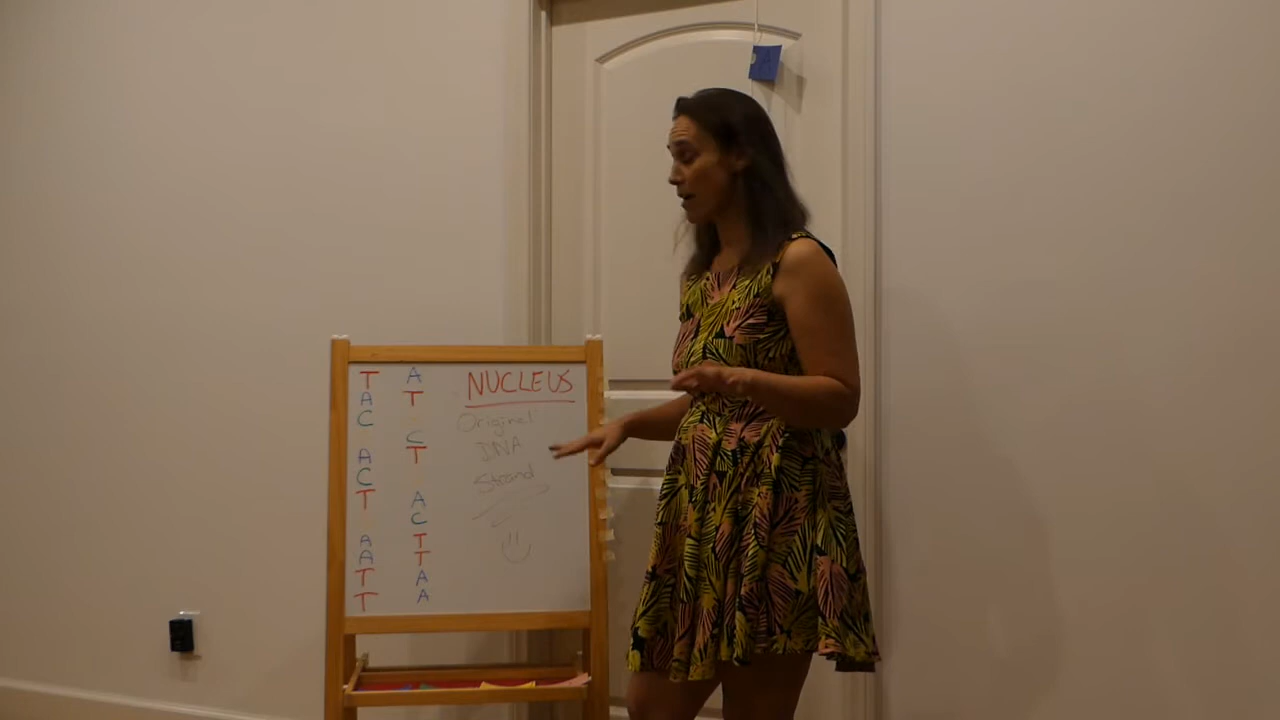 T A NUCLEUS
A T
C Original
C DNA
A T
C Strand
T A
C
A T
A T
T A
T A